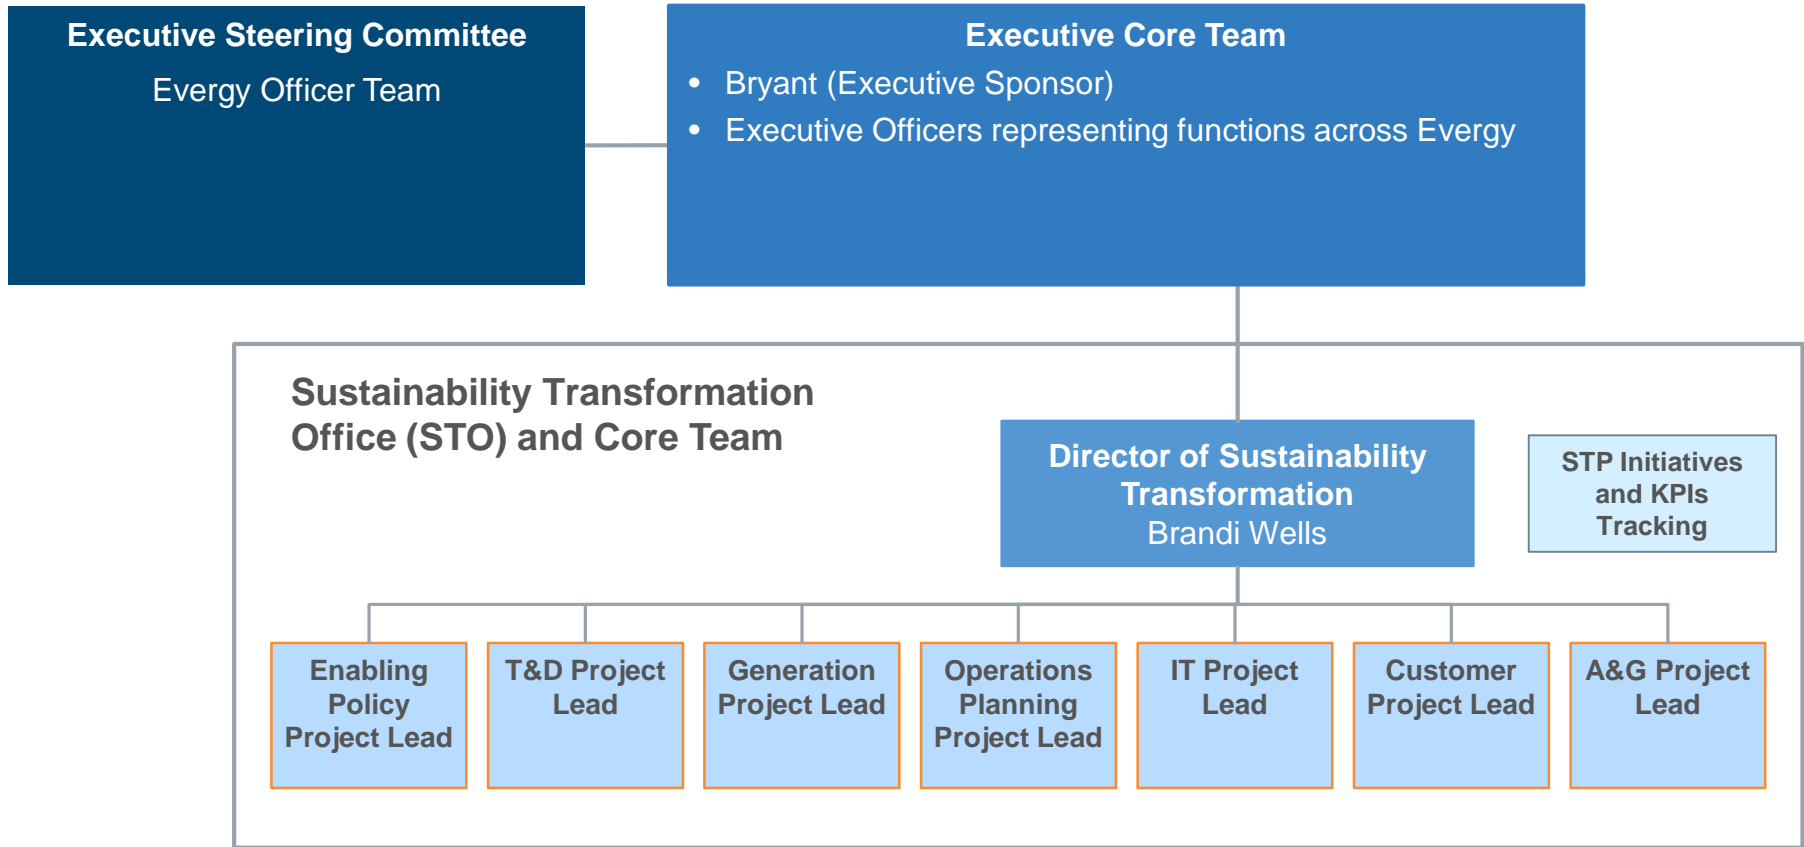 Executive Steering Committee
Evergy Officer Team
Executive Core Team
• Bryant (Executive Sponsor)
• Executive Officers representing functions across Evergy
Sustainability Transformation
Office (STO) and Core Team
Director of Sustainability
Transformation
Brandi Wells
STP Initiatives
and KPIs
Tracking
Enabling
Policy
Project Lead
T&D Project
Lead
Generation
Project Lead
Operations
Planning
Project Lead
IT Project
Lead
Customer
Project Lead
A&G Project
Lead